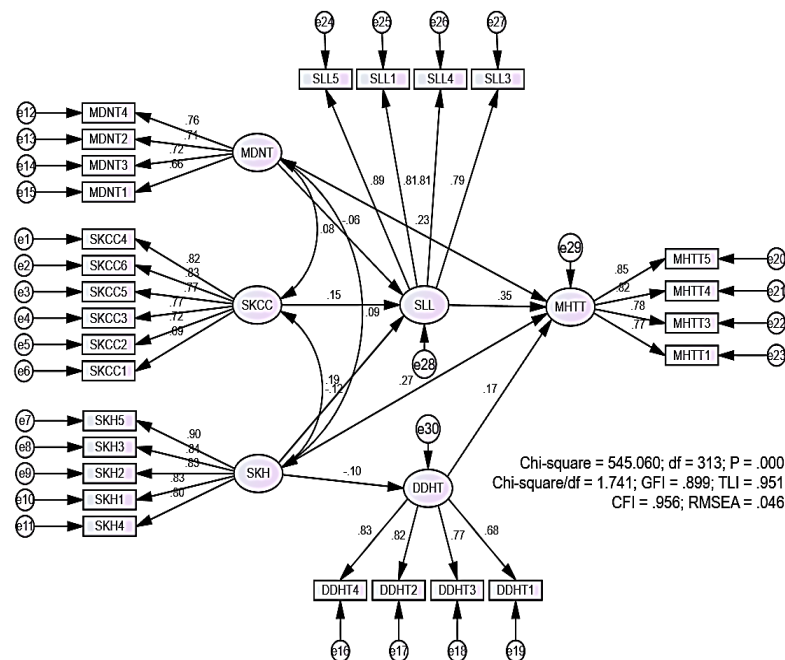 e24
e25
e26
e27
SLL5
SLL1
SLL4
SLL3
e12
MDNT4
e13
MDNT2
e14
MDNT3
e15
MDNT1
.76
.71
.72
.66
MDNT
.89
.81
.81
.79
.08
-.06
.23
e1
SKCC4
e2
SKCC6
e3
SKCC5
e4
SKCC3
e5
SKCC2
e6
SKCC1
.82
.83
.77
.77
.72
.69
SKCC
.15
.09
SLL
e28
.35
e29
MHTT
.85
.82
.78
.77
MHTT5
e20
MHTT4
e21
MHTT3
e22
MHTT1
e23
.19
-.12
.27
.17
e7
SKH5
e8
SKH3
e9
SKH2
e10
SKH1
e11
SKH4
.90
.84
.83
.83
.80
SKH
-.10
e30
DDHT
Chi-square = 545.060; df = 313; P = .000
Chi-square/df = 1.741; GFI = .899; TLI = .951
CFI = .956; RMSEA = .046
.83
.82
.77
.68
DDHT4
DDHT2
DDHT3
DDHT1
e16
e17
e18
e19